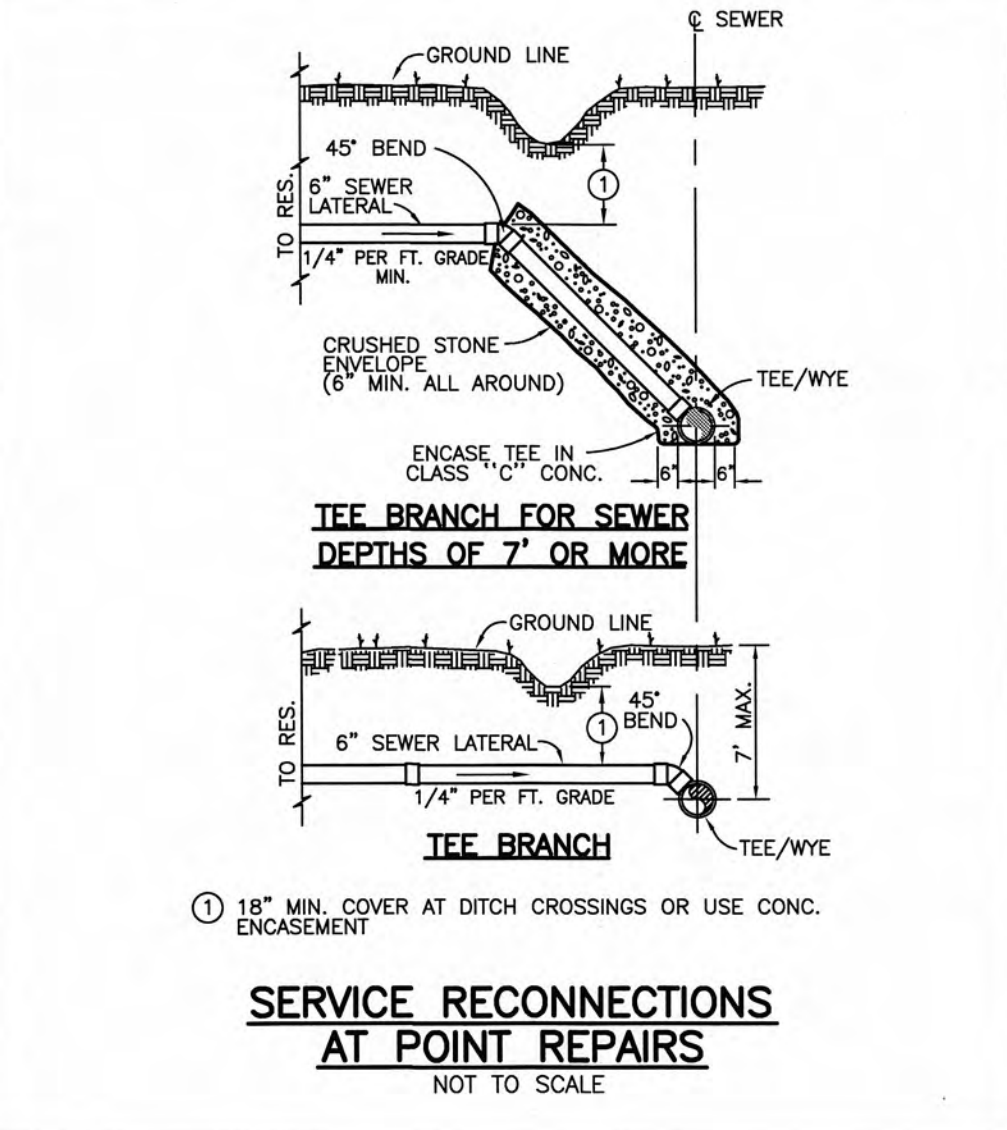 ℄ SEWER
GROUND LINE
45° BEND
1
TO RES.
6" SEWER
LATERAL
1/4" PER FT. GRADE
MIN.
CRUSHED STONE
ENVELOPE
(6" MIN. ALL AROUND)
TEE/WYE
ENCASE TEE IN
CLASS "C" CONC.
6"
6"
TEE BRANCH FOR SEWER
DEPTHS OF 7' OR MORE
GROUND LINE
TO RES.
1
45°
BEND
7' MAX.
6" SEWER LATERAL
1/4" PER FT. GRADE
TEE BRANCH
TEE/WYE
1 18" MIN. COVER AT DITCH CROSSINGS OR USE CONC.
ENCASEMENT
SERVICE RECONNECTIONS
AT POINT REPAIRS
NOT TO SCALE